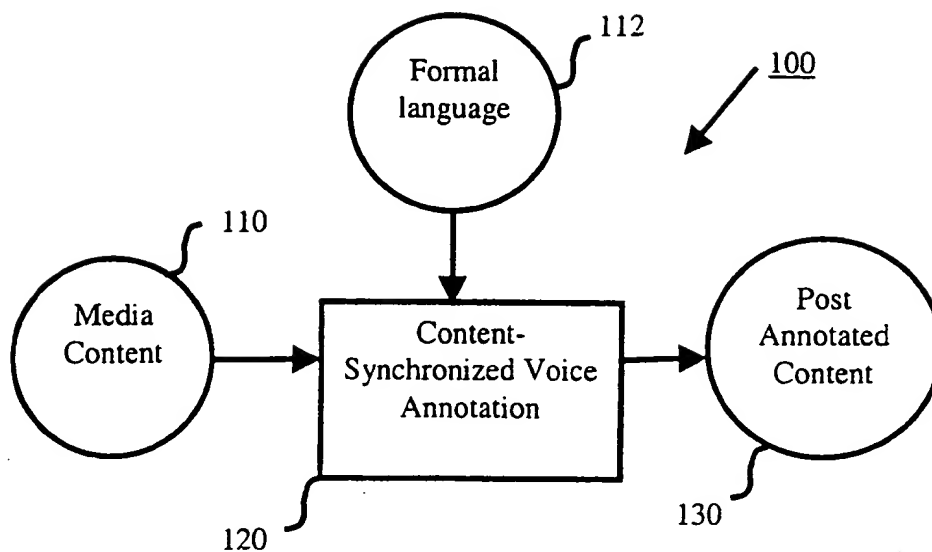 112
Formal
language
100
110
Media
Content
Content-
Synchronized Voice
Annotation
Post
Annotated
Content
120
130